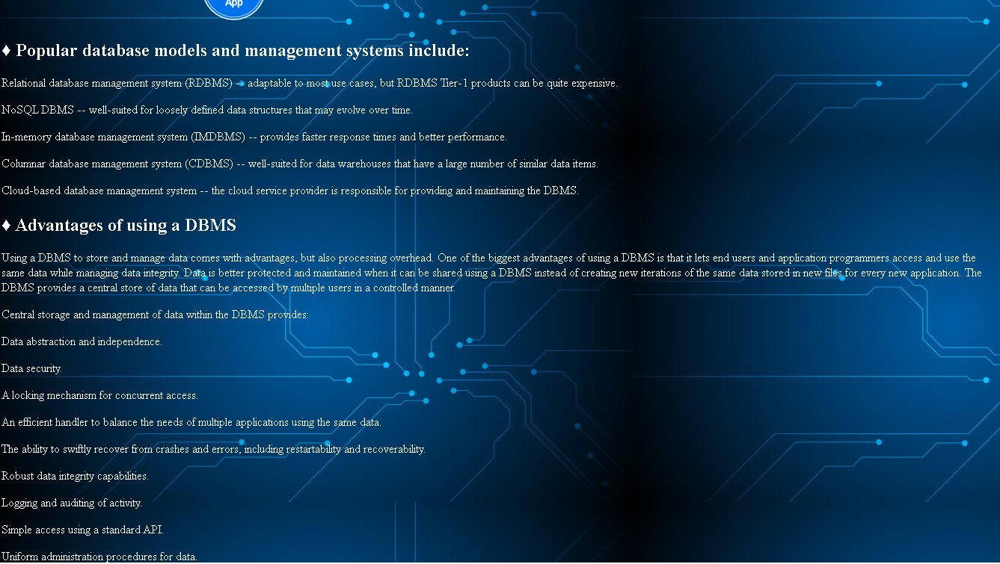 App
♦ Popular database models and management systems include:
Relational database management system (RDBMS) -- adaptable to most use cases, but RDBMS Tier-1 products can be quite expensive.
NoSQL DBMS -- well-suited for loosely defined data structures that may evolve over time.
In-memory database management system (IMDBMS) -- provides faster response times and better performance.
Columnar database management system (CDBMS) -- well-suited for data warehouses that have a large number of similar data items.
Cloud-based database management system -- the cloud service provider is responsible for providing and maintaining the DBMS.
♦ Advantages of using a DBMS
Using a DBMS to store and manage data comes with advantages, but also processing overhead. One of the biggest advantages of using a DBMS is that it lets end users and application programmers access and use the
same data while managing data integrity. Data is better protected and maintained when it can be shared using a DBMS instead of creating new iterations of the same data stored in new files for every new application. The
DBMS provides a central store of data that can be accessed by multiple users in a controlled manner.
Central storage and management of data within the DBMS provides:
Data abstraction and independence.
Data security.
A locking mechanism for concurrent access.
An efficient handler to balance the needs of multiple applications using the same data.
The ability to swiftly recover from crashes and errors, including restartability and recoverability.
Robust data integrity capabilities.
Logging and auditing of activity.
Simple access using a standard API.
Uniform administration procedures for data.